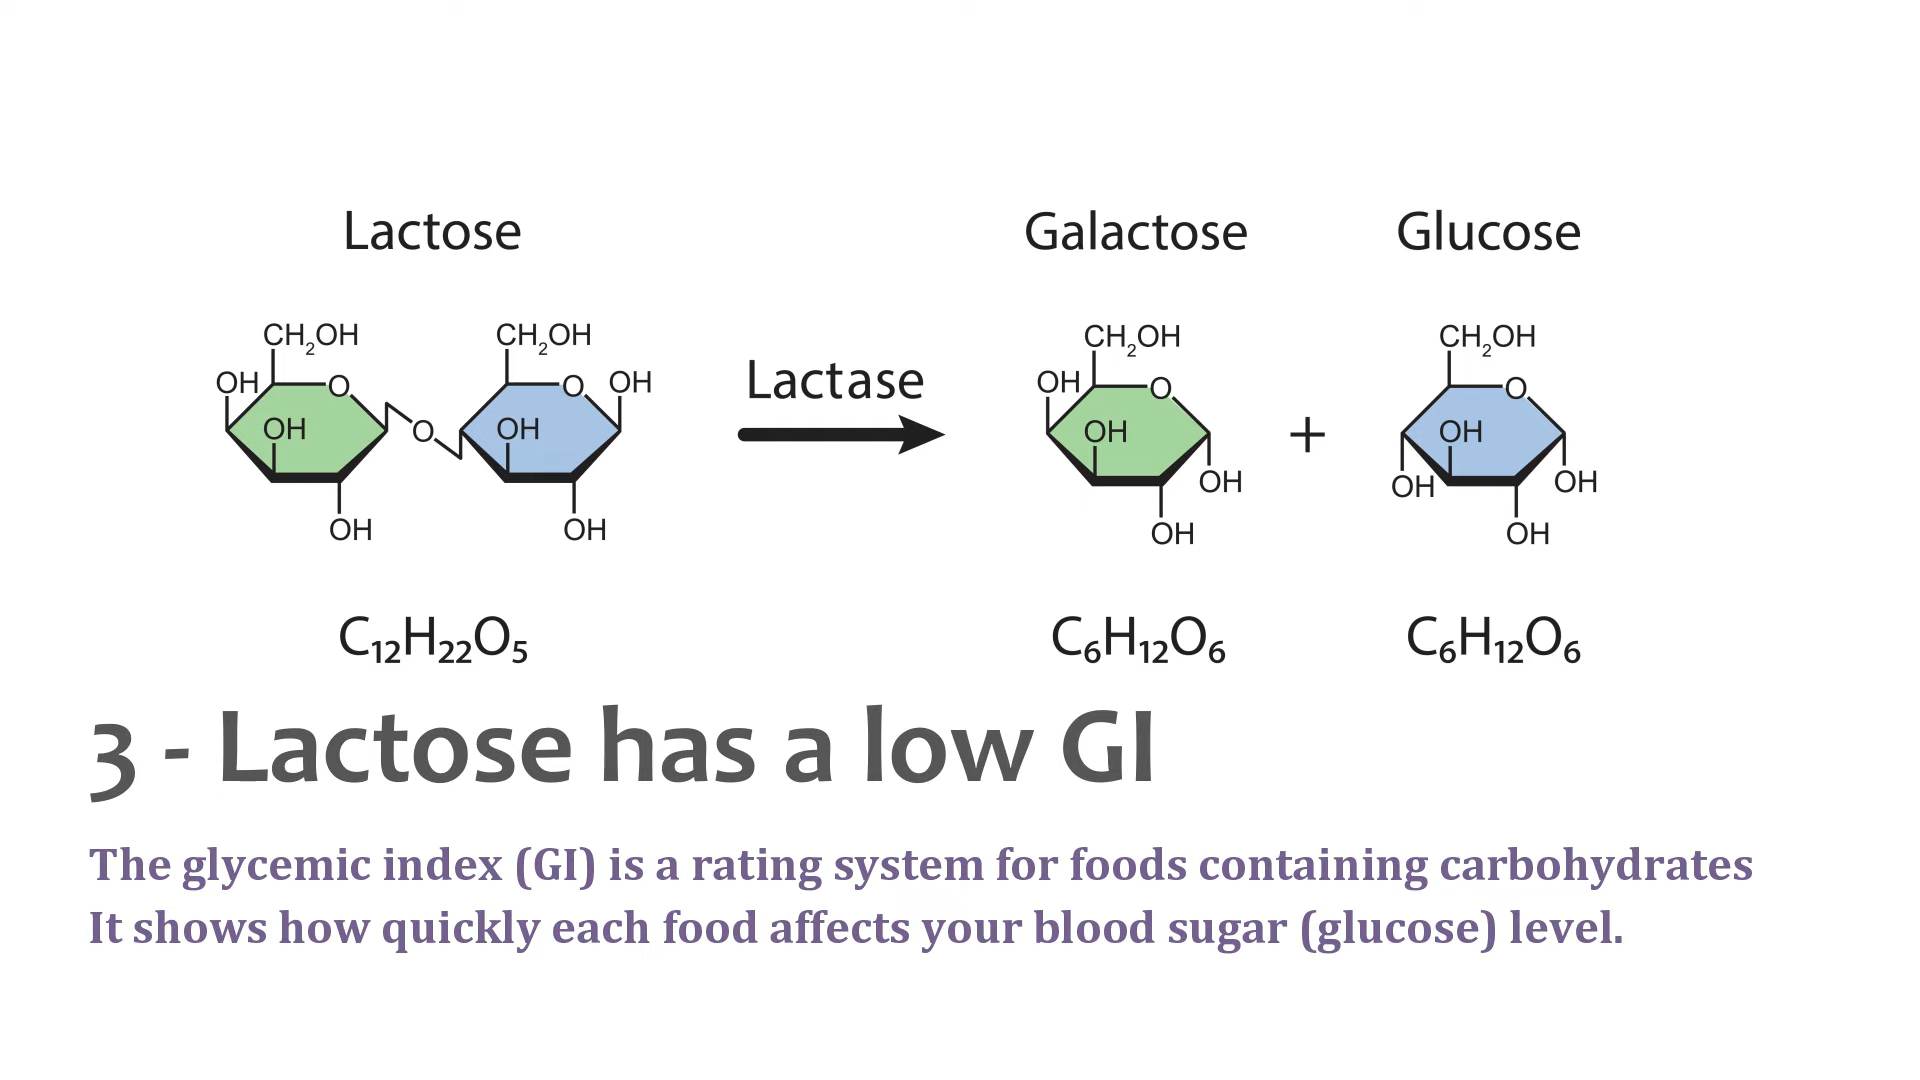 Lactose
Galactose
Glucose
CH₂OH
CH₂OH
CH₂OH
CH₂OH
OH
O
O
OH
Lactase
OH
O
O
OH
O
OH
OH
+
OH
OH
OH
OH
OH
OH
OH
OH
OH
C₁₂H₂₂O₅
C₆H₁₂O₆
C₆H₁₂O₆
3 - Lactose has a low GI
The glycemic index (GI) is a rating system for foods containing carbohydrates
It shows how quickly each food affects your blood sugar (glucose) level.